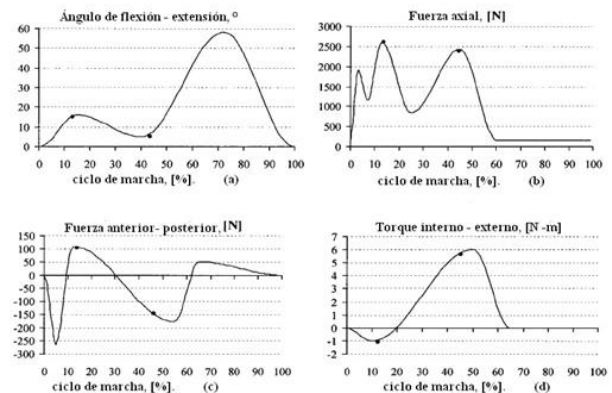 Ángulo de flexión - extensión, °
60
50
40
30
20
10
0
0 10 20 30 40 50 60 70 80 90 100
ciclo de marcha, [%]. (a)
Fuerza axial, [N]
3000
2500
2000
1500
1000
500
0
0 10 20 30 40 50 60 70 80 90 100
ciclo de marcha, [%]. (b)
Fuerza anterior- posterior, [N]
150
100
50
0
-50
-100
-150
-200
-250
-300
0 10 20 30 40 50 60 70 80 90 100
ciclo de marcha, [%]. (c)
Torque interno - externo, [N -m]
7
6
5
4
3
2
1
0
-1
-2
0 10 20 30 40 50 60 70 80 90 100
ciclo de marcha, [%]. (d)